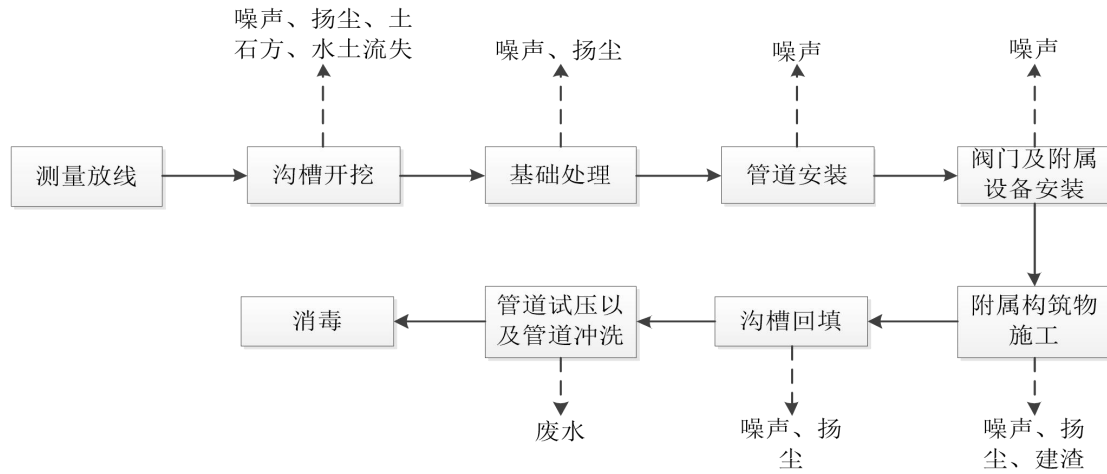 噪声、扬尘、土
石方、水土流失
噪声、扬尘
噪声
噪声
测量放线
沟槽开挖
基础处理
管道安装
阀门及附属
设备安装
消毒
管道试压以
及管道冲洗
沟槽回填
附属构筑物
施工
废水
噪声、扬
尘
噪声、扬
尘、建渣